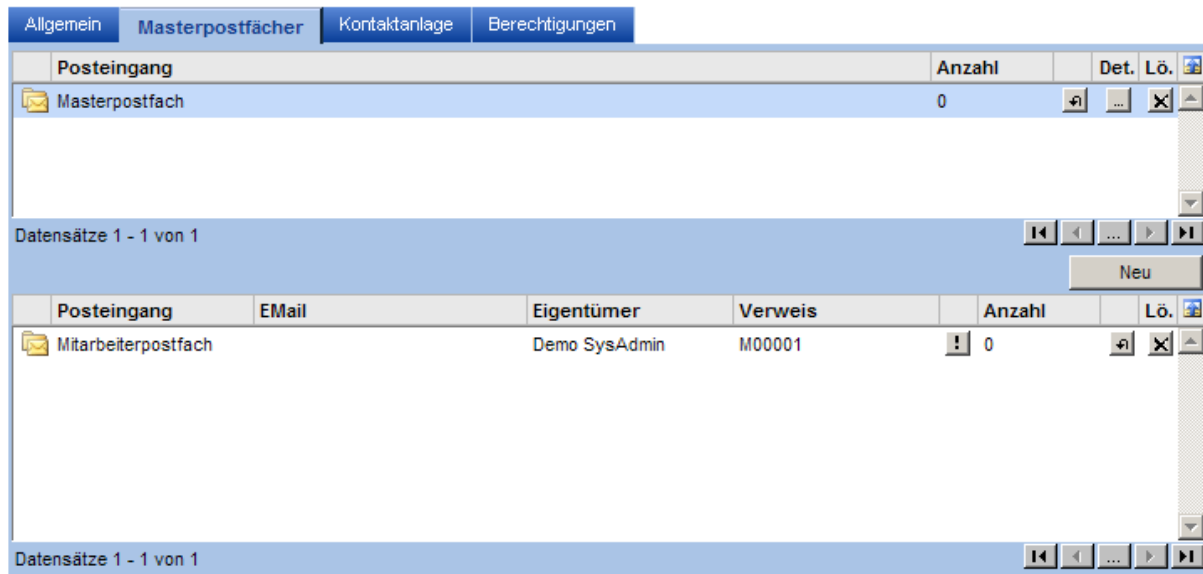 Allgemein Masterpostfächer Kontaktanlage Berechtigungen
Posteingang Anzahl Det. Lö.
Masterpostfach 0 ...
Datensätze 1 - 1 von 1 ...
Neu
Posteingang EMail Eigentümer Verweis Anzahl Lö.
Mitarbeiterpostfach Demo SysAdmin M00001 ! 0
Datensätze 1 - 1 von 1 ...